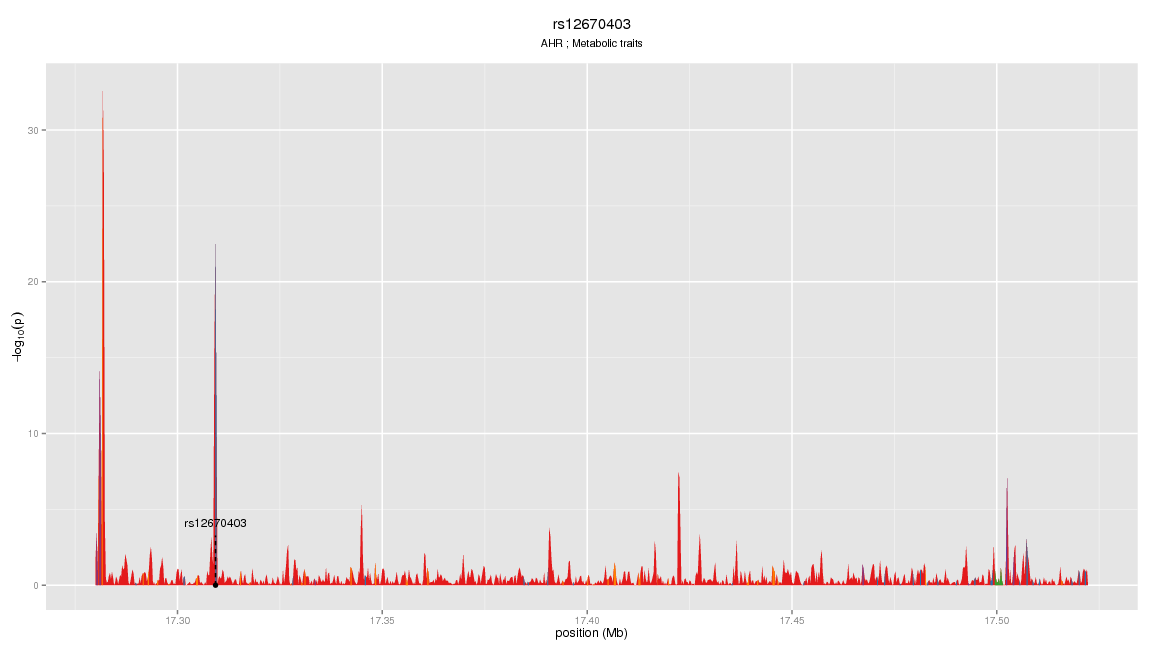 rs12670403
AHR ; Metabolic traits
30
20
10
0
−log10(p)
rs12670403
17.30 17.35 17.40 17.45 17.50
position (Mb)